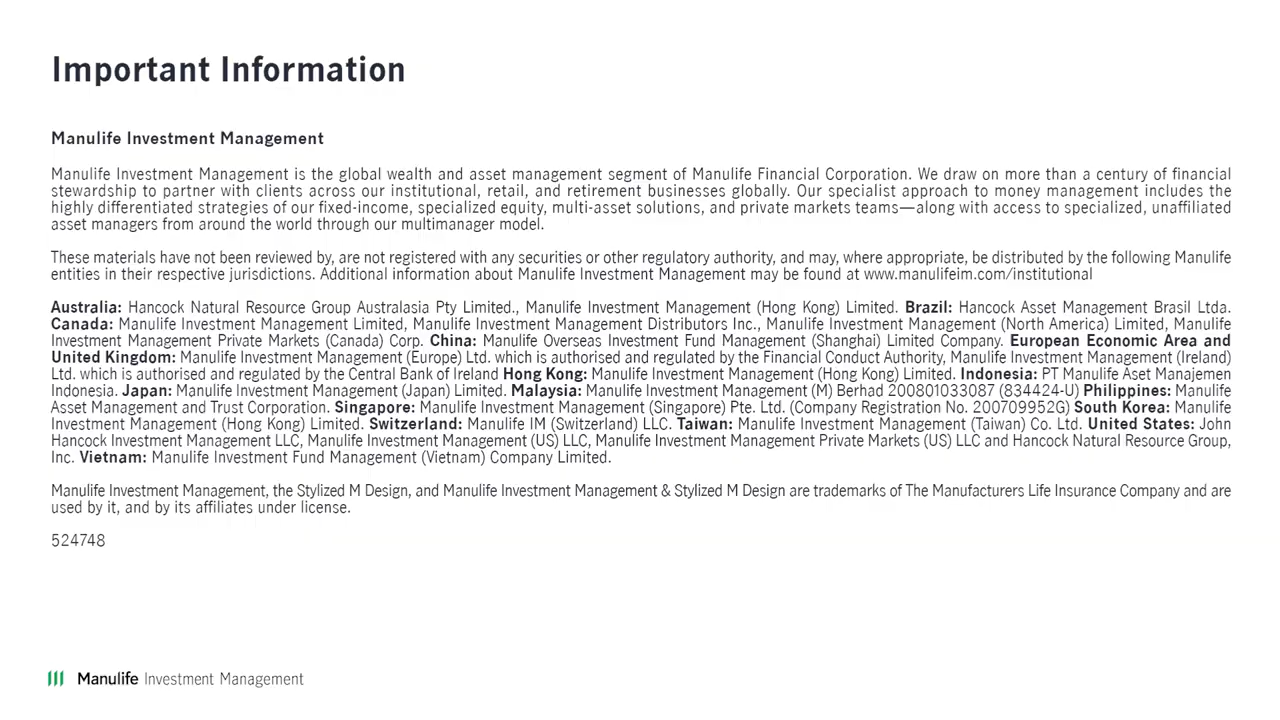 Important Information
Manulife Investment Management
Manulife Investment Management is the global wealth and asset management segment of Manulife Financial Corporation. We draw on more than a century of financial
stewardship to partner with clients across our institutional, retail, and retirement businesses globally. Our specialist approach to money management includes the
highly differentiated strategies of our fixed-income, specialized equity, multi-asset solutions, and private markets teams—along with access to specialized, unaffiliated
asset managers from around the world through our multimanager model.
These materials have not been reviewed by, are not registered with any securities or other regulatory authority, and may, where appropriate, be distributed by the following Manulife
entities in their respective jurisdictions. Additional information about Manulife Investment Management may be found at www.manulifeim.com/institutional
Australia: Hancock Natural Resource Group Australasia Pty Limited., Manulife Investment Management (Hong Kong) Limited. Brazil: Hancock Asset Management Brasil Ltda.
Canada: Manulife Investment Management Limited, Manulife Investment Management Distributors Inc., Manulife Investment Management (North America) Limited, Manulife
Investment Management Private Markets (Canada) Corp. China: Manulife Overseas Investment Fund Management (Shanghai) Limited Company. European Economic Area and
United Kingdom: Manulife Investment Management (Europe) Ltd. which is authorised and regulated by the Financial Conduct Authority, Manulife Investment Management (Ireland)
Ltd. which is authorised and regulated by the Central Bank of Ireland Hong Kong: Manulife Investment Management (Hong Kong) Limited. Indonesia: PT Manulife Aset Manajemen
Indonesia. Japan: Manulife Investment Management (Japan) Limited. Malaysia: Manulife Investment Management (M) Berhad 200801033087 (834424-U) Philippines: Manulife
Asset Management and Trust Corporation. Singapore: Manulife Investment Management (Singapore) Pte. Ltd. (Company Registration No. 200709952G) South Korea: Manulife
Investment Management (Hong Kong) Limited. Switzerland: Manulife IM (Switzerland) LLC. Taiwan: Manulife Investment Management (Taiwan) Co. Ltd. United States: John
Hancock Investment Management LLC, Manulife Investment Management (US) LLC, Manulife Investment Management Private Markets (US) LLC and Hancock Natural Resource Group,
Inc. Vietnam: Manulife Investment Fund Management (Vietnam) Company Limited.
Manulife Investment Management, the Stylized M Design, and Manulife Investment Management & Stylized M Design are trademarks of The Manufacturers Life Insurance Company and are
used by it, and by its affiliates under license.
524748
Manulife Investment Management